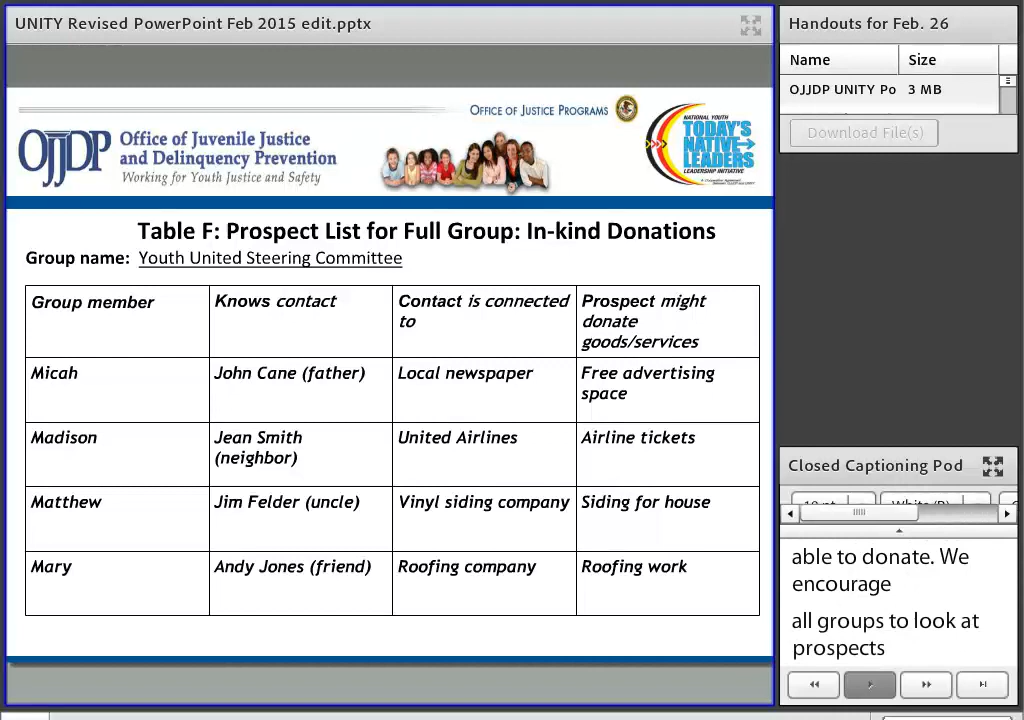 UNITY Revised PowerPoint Feb 2015 edit.pptx
OFFICE OF JUSTICE PROGRAMS
OJJDP
Office of Juvenile Justice
and Delinquency Prevention
Working for Youth Justice and Safety
NATIONAL YOUTH
TODAY'S
NATIVE
LEADERS
LEADERSHIP INITIATIVE
Table F: Prospect List for Full Group: In-kind Donations
Group name: Youth United Steering Committee
Group member
Knows contact
Contact is connected
to
Prospect might
donate
goods/services
Micah
John Cane (father)
Local newspaper
Free advertising
space
Madison
Jean Smith
(neighbor)
United Airlines
Airline tickets
Matthew
Jim Felder (uncle)
Vinyl siding company
Siding for house
Mary
Andy Jones (friend)
Roofing company
Roofing work
Handouts for Feb. 26
Name Size
OJJDP UNITY Po 3 MB
Download File(s)
Closed Captioning Pod
able to donate. We
encourage
all groups to look at
prospects